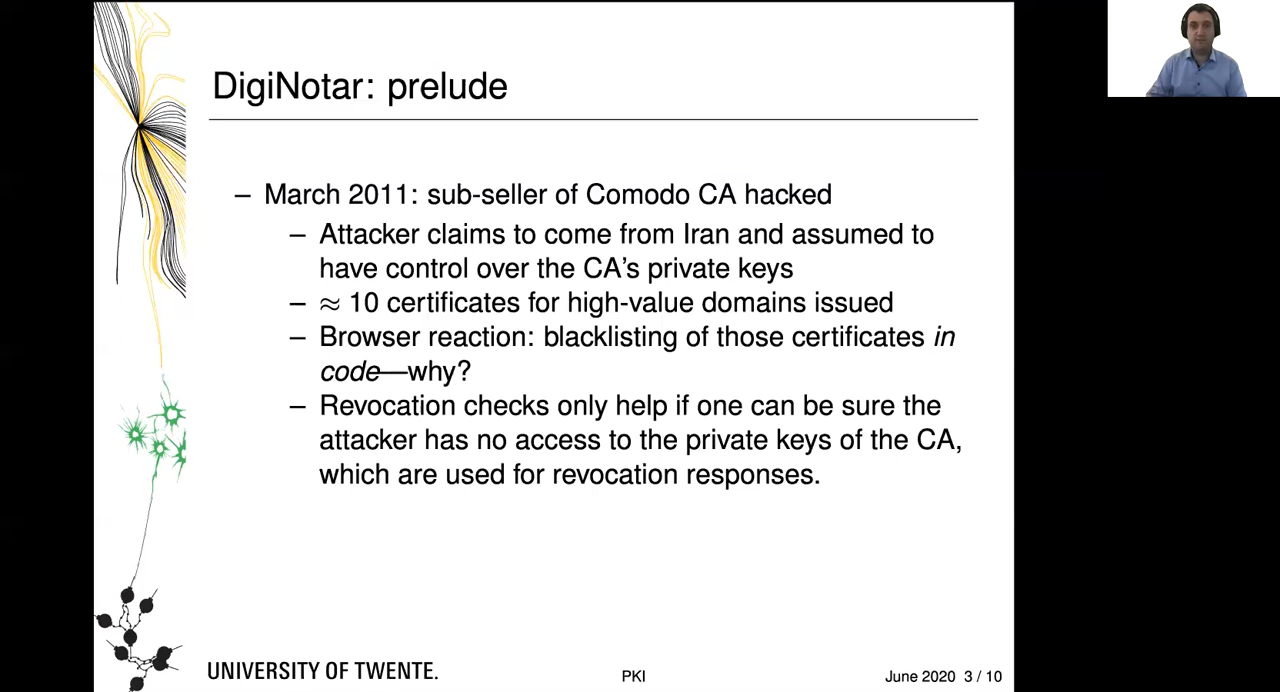 DigiNotar: prelude
– March 2011: sub-seller of Comodo CA hacked
– Attacker claims to come from Iran and assumed to
have control over the CA’s private keys
– ≈ 10 certificates for high-value domains issued
– Browser reaction: blacklisting of those certificates in
code—why?
– Revocation checks only help if one can be sure the
attacker has no access to the private keys of the CA,
which are used for revocation responses.
UNIVERSITY OF TWENTE. PKI June 2020 3 / 10